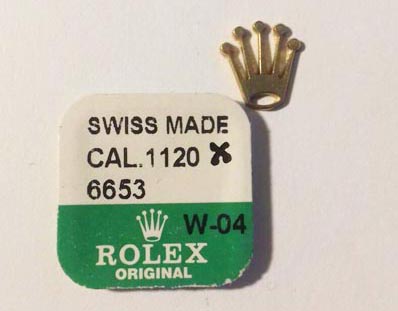 SWISS MADE
CAL.1120 X
6653
W-04
ROLEX
ORIGINAL